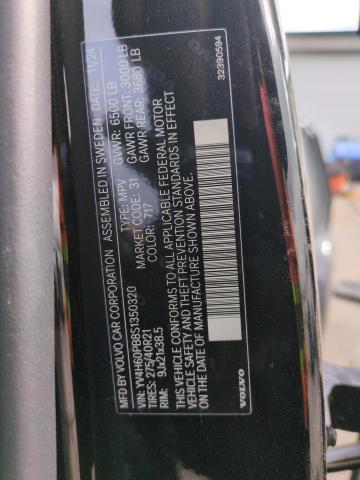 MFD BY VOLVO CAR CORPORATION ASSEMBLED IN SWEDEN DATE: 11/24
GVWR: 6500 LB
GAWR FRONT: 3000 LB
GAWR REAR: 3680 LB
VIN: YV4H60PB8S1350320 TYPE: MPV
TIRES: 275/40R21 MARKET CODE: 31
RIM: 9Jx21x38.5 COLOR: 717
THIS VEHICLE CONFORMS TO ALL APPLICABLE FEDERAL MOTOR
VEHICLE SAFETY AND THEFT PREVENTION STANDARDS IN EFFECT
ON THE DATE OF MANUFACTURE SHOWN ABOVE.
VOLVO
32390594